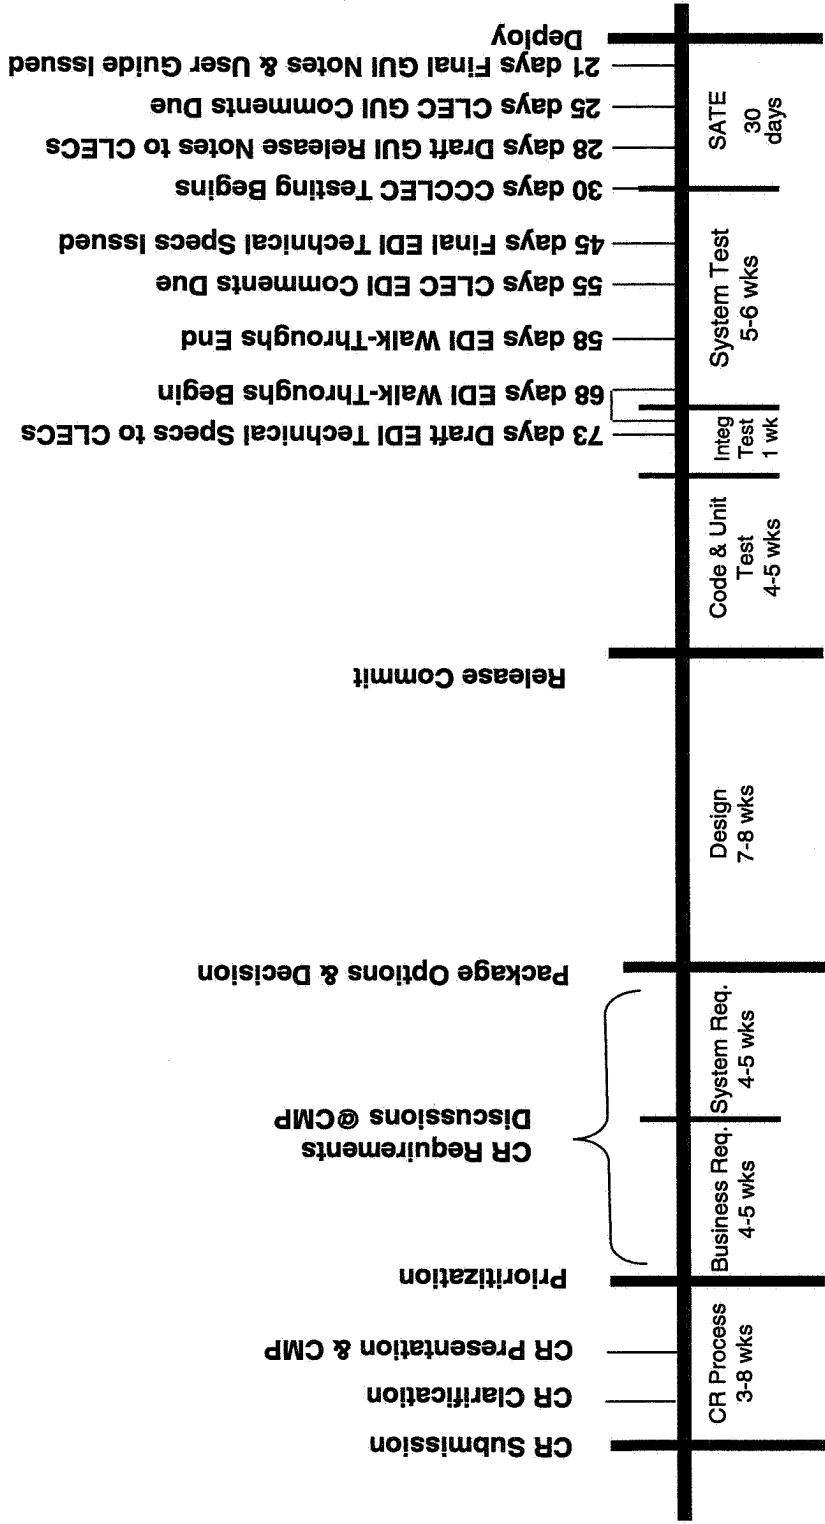 CR Submission
CR Clarification
CR Presentation & CMP
Prioritization
CR Requirements
Discussions @CMP
Package Options & Decision
Release Commit
73 days Draft EDI Technical Specs to CLECs
68 days EDI Walk-Throughs Begin
58 days EDI Walk-Throughs End
55 days CLEC EDI Comments Due
45 days Final EDI Technical Specs Issued
30 days CCCLEC Testing Begins
28 days Draft GUI Release Notes to CLECs
25 days CLEC GUI Comments Due
21 days Final GUI Notes & User Guide Issued
Deploy
CR Process
3-8 wks
Business Req.
4-5 wks
System Req.
4-5 wks
Design
7-8 wks
Code & Unit
Test
4-5 wks
Integ
Test
1 wk
System Test
5-6 wks
SATE
30
days